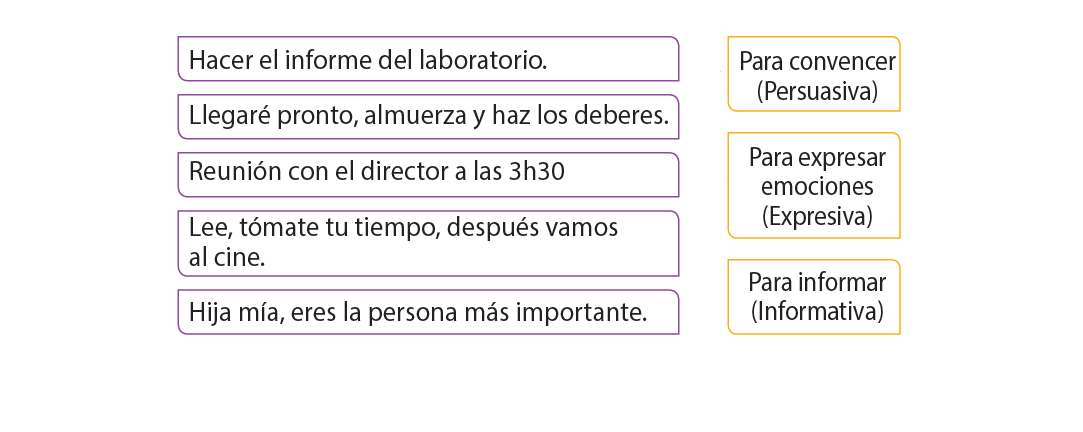 Hacer el informe del laboratorio.
Llegaré pronto, almuerza y haz los deberes.
Reunión con el director a las 3h30
Lee, tómate tu tiempo, después vamos
al cine.
Hija mía, eres la persona más importante.
Para convencer
(Persuasiva)
Para expresar
emociones
(Expresiva)
Para informar
(Informativa)